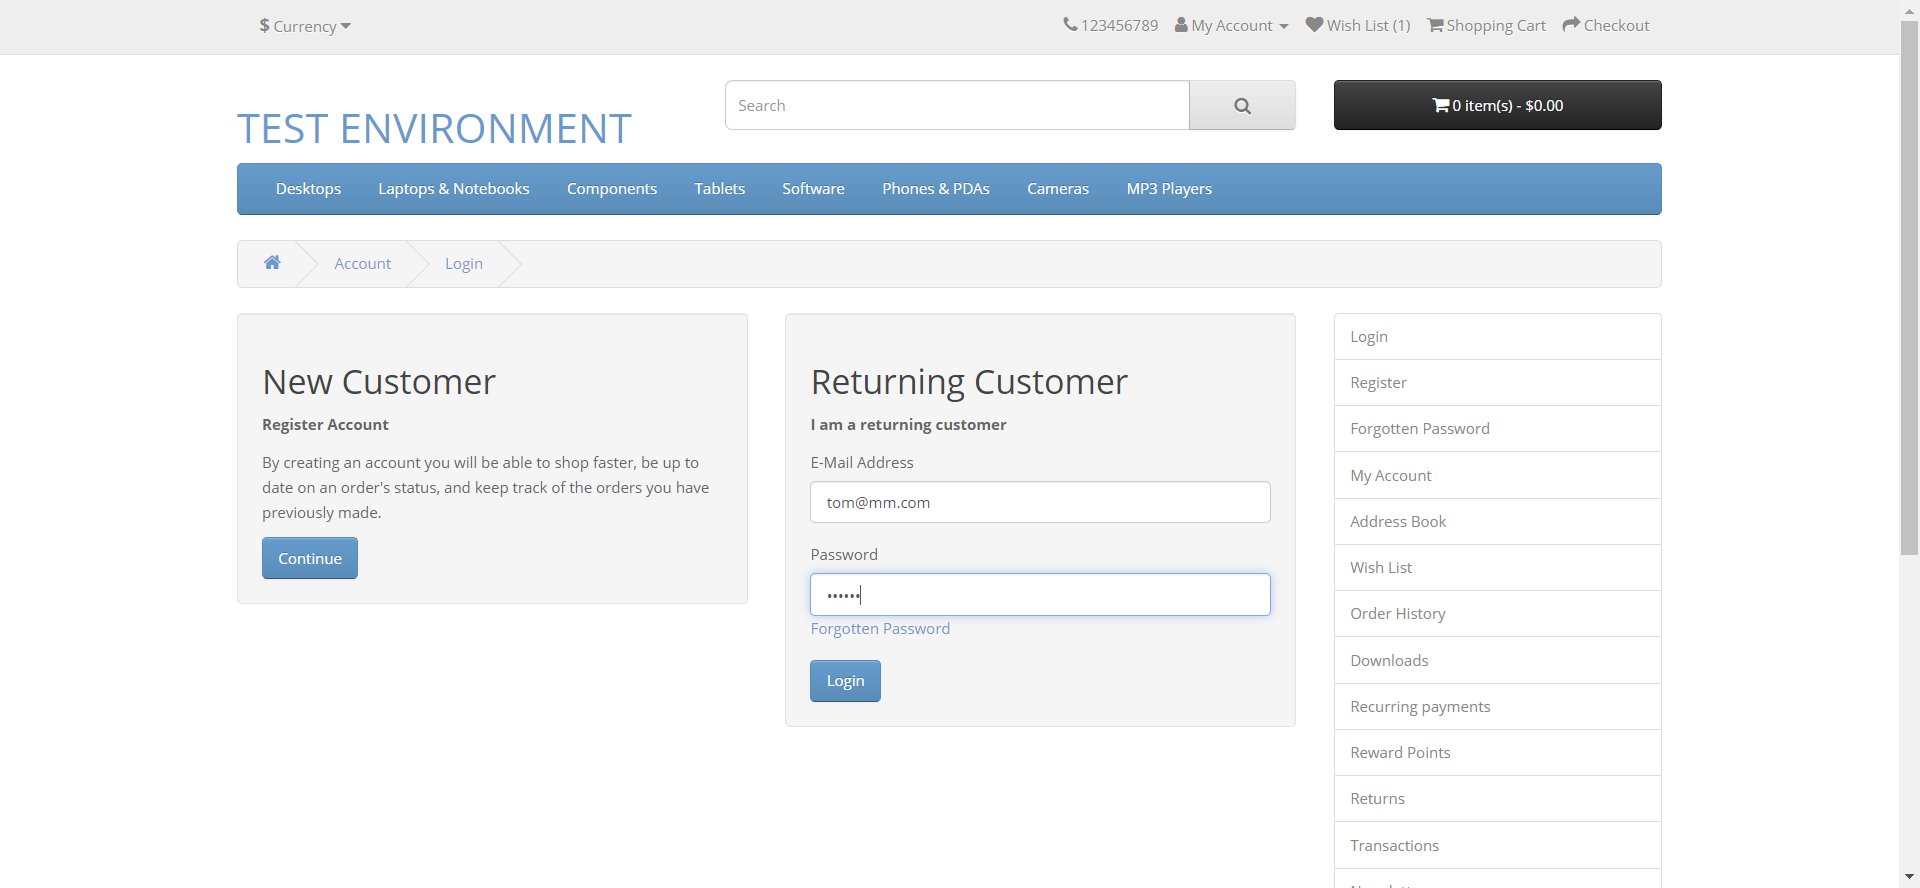 $ Currency
123456789 My Account Wish List (1) Shopping Cart Checkout
TEST ENVIRONMENT
Search
0 item(s) - $0.00
Desktops Laptops & Notebooks Components Tablets Software Phones & PDAs Cameras MP3 Players
Account Login
New Customer
Register Account
By creating an account you will be able to shop faster, be up to
date on an order's status, and keep track of the orders you have
previously made.
Continue
Returning Customer
I am a returning customer
E-Mail Address
tom@mm.com
Password
••••••
Forgotten Password
Login
Login
Register
Forgotten Password
My Account
Address Book
Wish List
Order History
Downloads
Recurring payments
Reward Points
Returns
Transactions